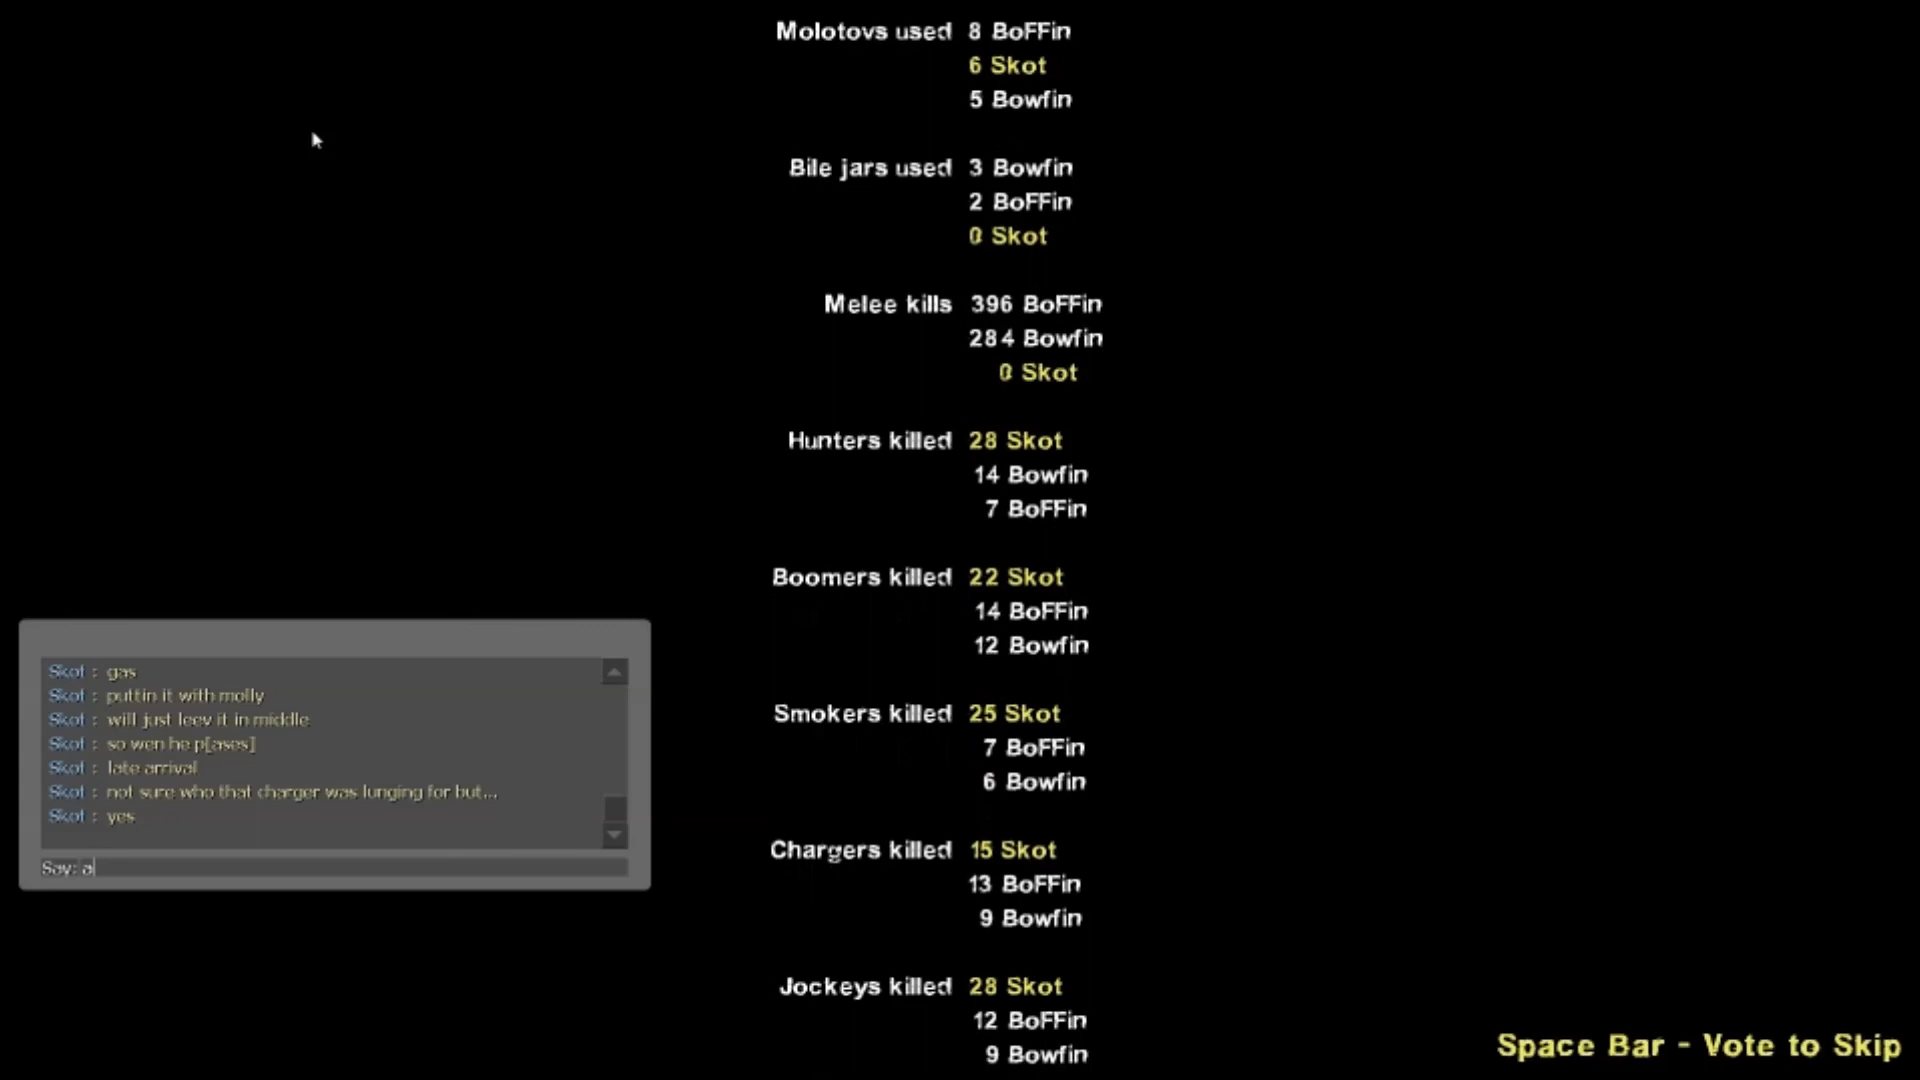 Molotovs used 8 BoFFin
6 Skot
5 Bowfin
Bile jars used 3 Bowfin
2 BoFFin
0 Skot
Melee kills 396 BoFFin
284 Bowfin
0 Skot
Hunters killed 28 Skot
14 Bowfin
7 BoFFin
Boomers killed 22 Skot
14 BoFFin
12 Bowfin
Smokers killed 25 Skot
7 BoFFin
6 Bowfin
Chargers killed 15 Skot
13 BoFFin
9 Bowfin
Jockeys killed 28 Skot
12 BoFFin
9 Bowfin
Skot : gas
Skot : puttin it with molly
Skot : will just leev it in middle
Skot : so wen he p[ases]
Skot : late arrival
Skot : not sure who that charger was lunging for but...
Skot : yes
Say: a
Space Bar - Vote to Skip